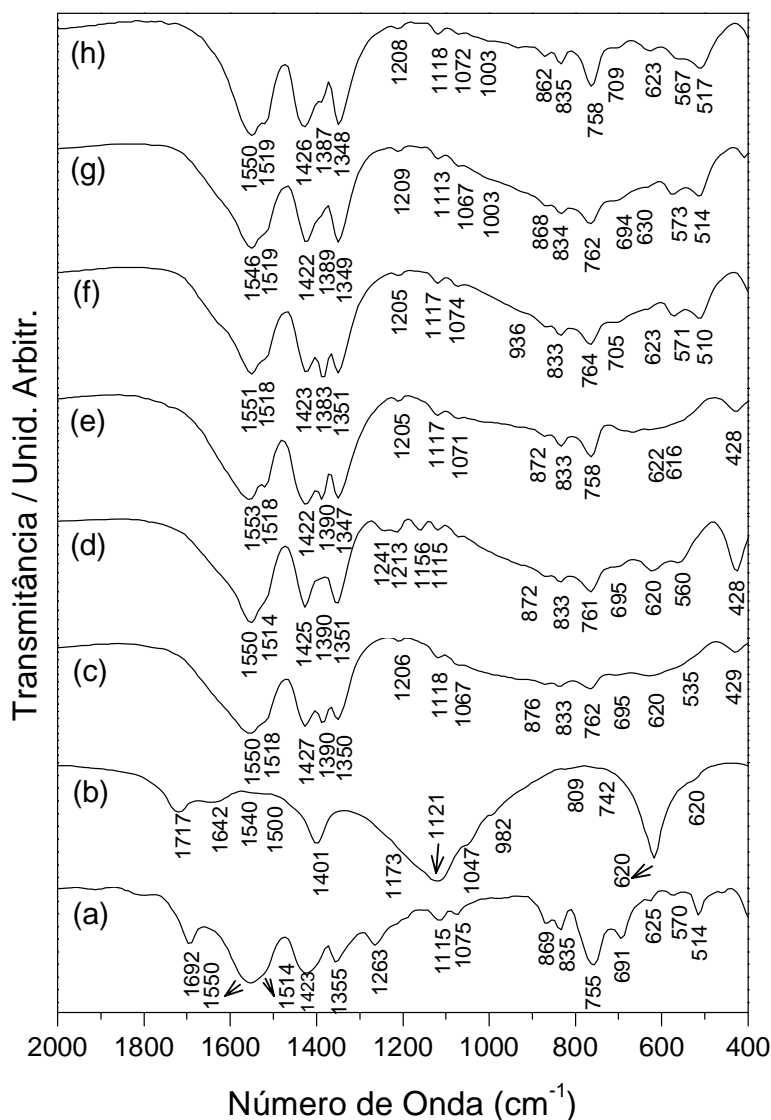 (h)
1550 1519 1426 1387 1348 1208 1118 1072 1003 862 835 758 709 623 567 517
(g)
1546 1519 1422 1389 1349 1209 1113 1067 1003 868 834 762 694 630 573 514
(f)
1551 1518 1423 1383 1351 1205 1117 1074 936 833 764 705 623 571 510
(e)
1553 1518 1422 1390 1347 1205 1117 1071 872 833 758 622 616 428
(d)
1550 1514 1425 1390 1351 1241 1213 1156 1115 872 833 761 695 620 560 428
(c)
1550 1518 1427 1390 1350 1206 1118 1067 876 833 762 695 620 535 429
(b)
1717 1642 1540 1500 1401 1173 1121 1047 982 809 742 620 620
(a)
1692 1550 1514 1423 1355 1263 1115 1075 869 835 755 691 625 570 514
Transmitância / Unid. Arbitr.
2000 1800 1600 1400 1200 1000 800 600 400
Número de Onda (cm⁻¹)